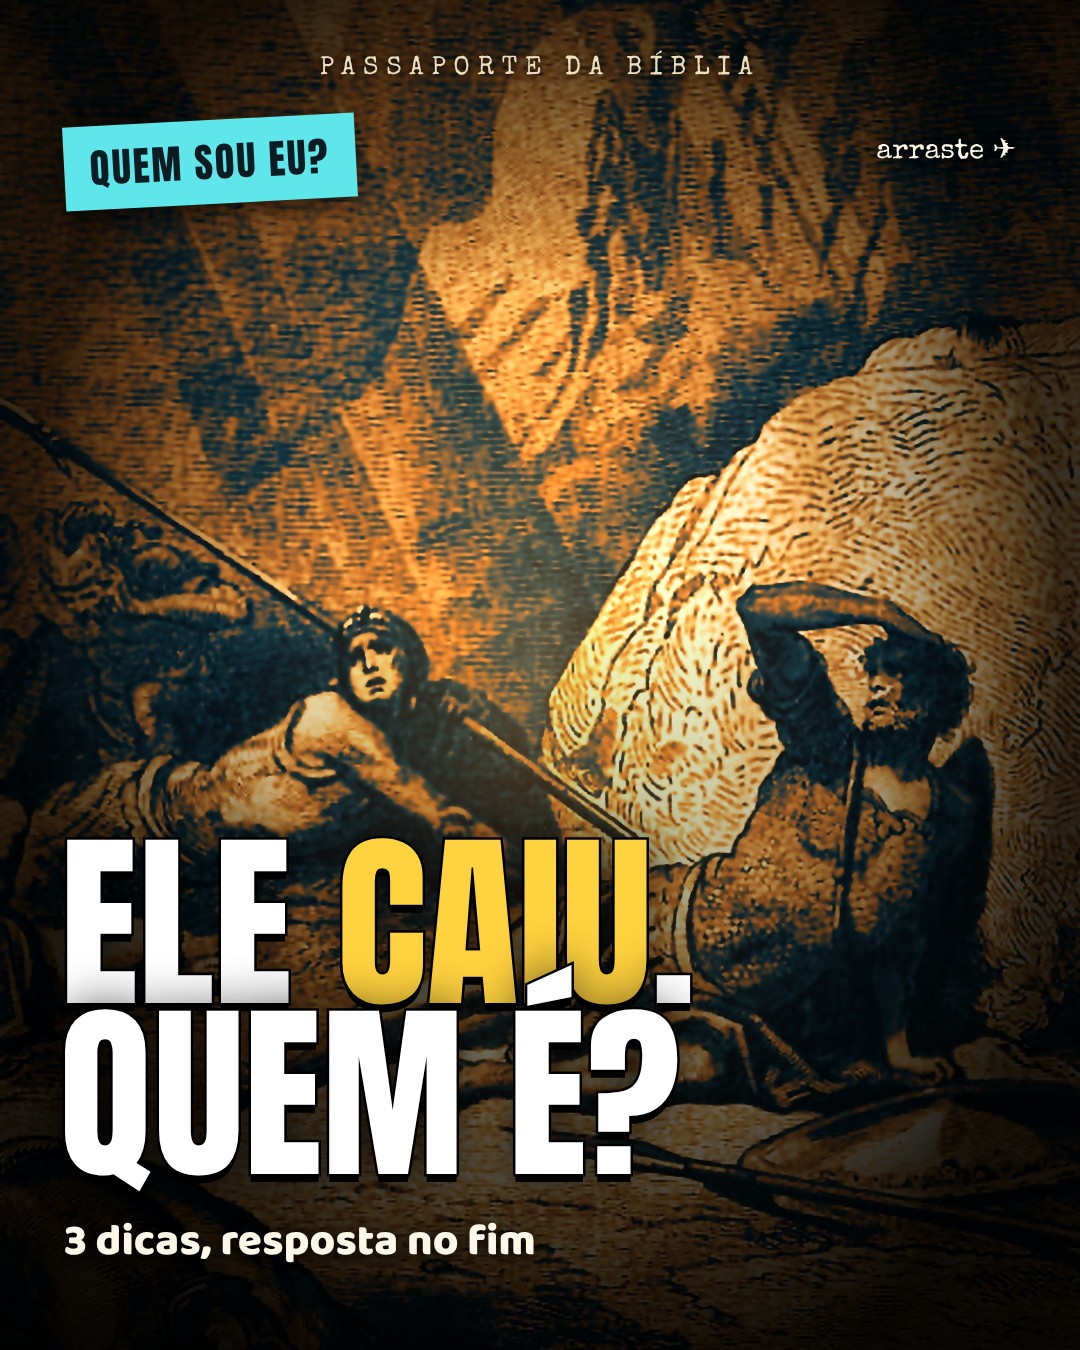 PASSAPORTE DA BÍBLIA
QUEM SOU EU?
arraste ✈
ELE CAIU.
QUEM É?
3 dicas, resposta no fim